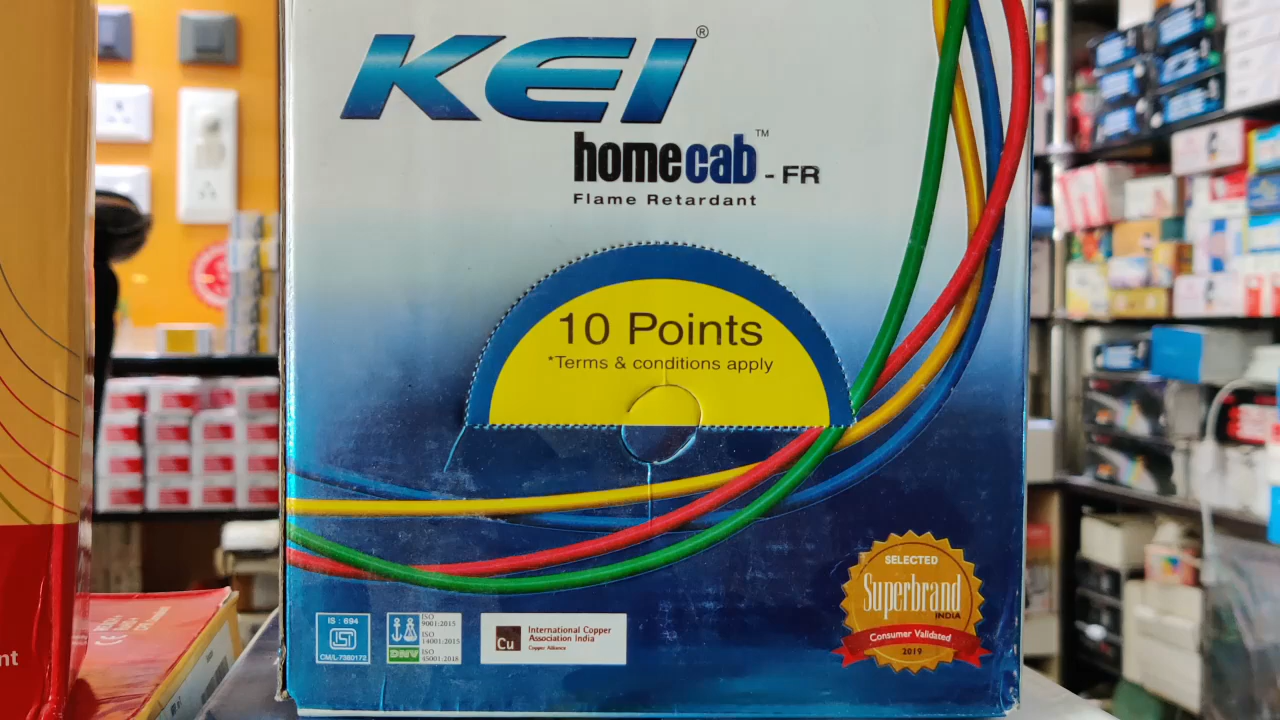 KEI®
homecab™ - FR
Flame Retardant
10 Points
*Terms & conditions apply
SELECTED
Superbrand
INDIA
Consumer Validated
2019
IS : 694
ISI
CM/L-7380172
DNV
ISO
9001:2015
ISO
14001:2015
ISO
45001:2018
Cu
International Copper
Association India
Copper Alliance
nt